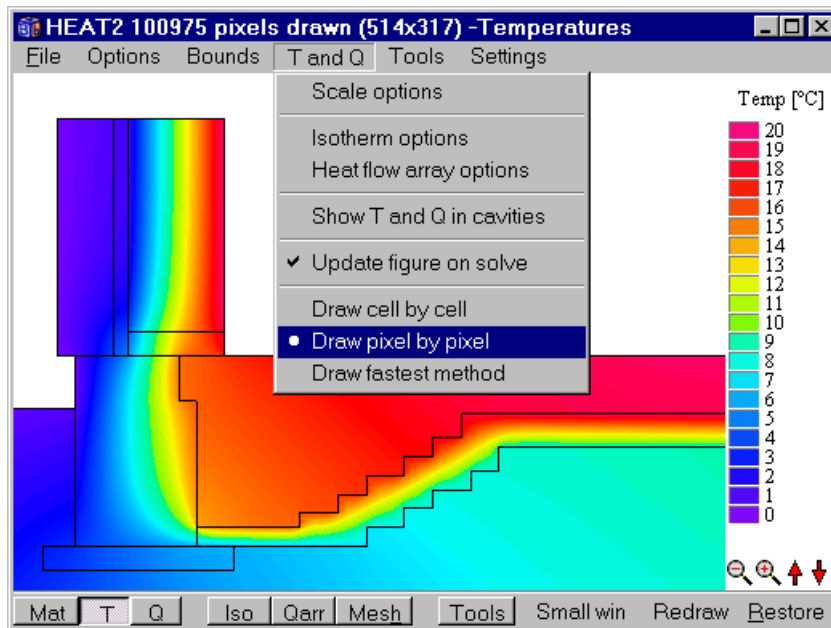 HEAT2 100975 pixels drawn (514x317) -Temperatures
File Options Bounds T and Q Tools Settings
Scale options
Isotherm options
Heat flow array options
Show T and Q in cavities
Update figure on solve
Draw cell by cell
Draw pixel by pixel
Draw fastest method
Temp [°C]
20
19
18
17
16
15
14
13
12
11
10
9
8
7
6
5
4
3
2
1
0
Mat T Q Iso Qarr Mesh Tools Small win Redraw Restore